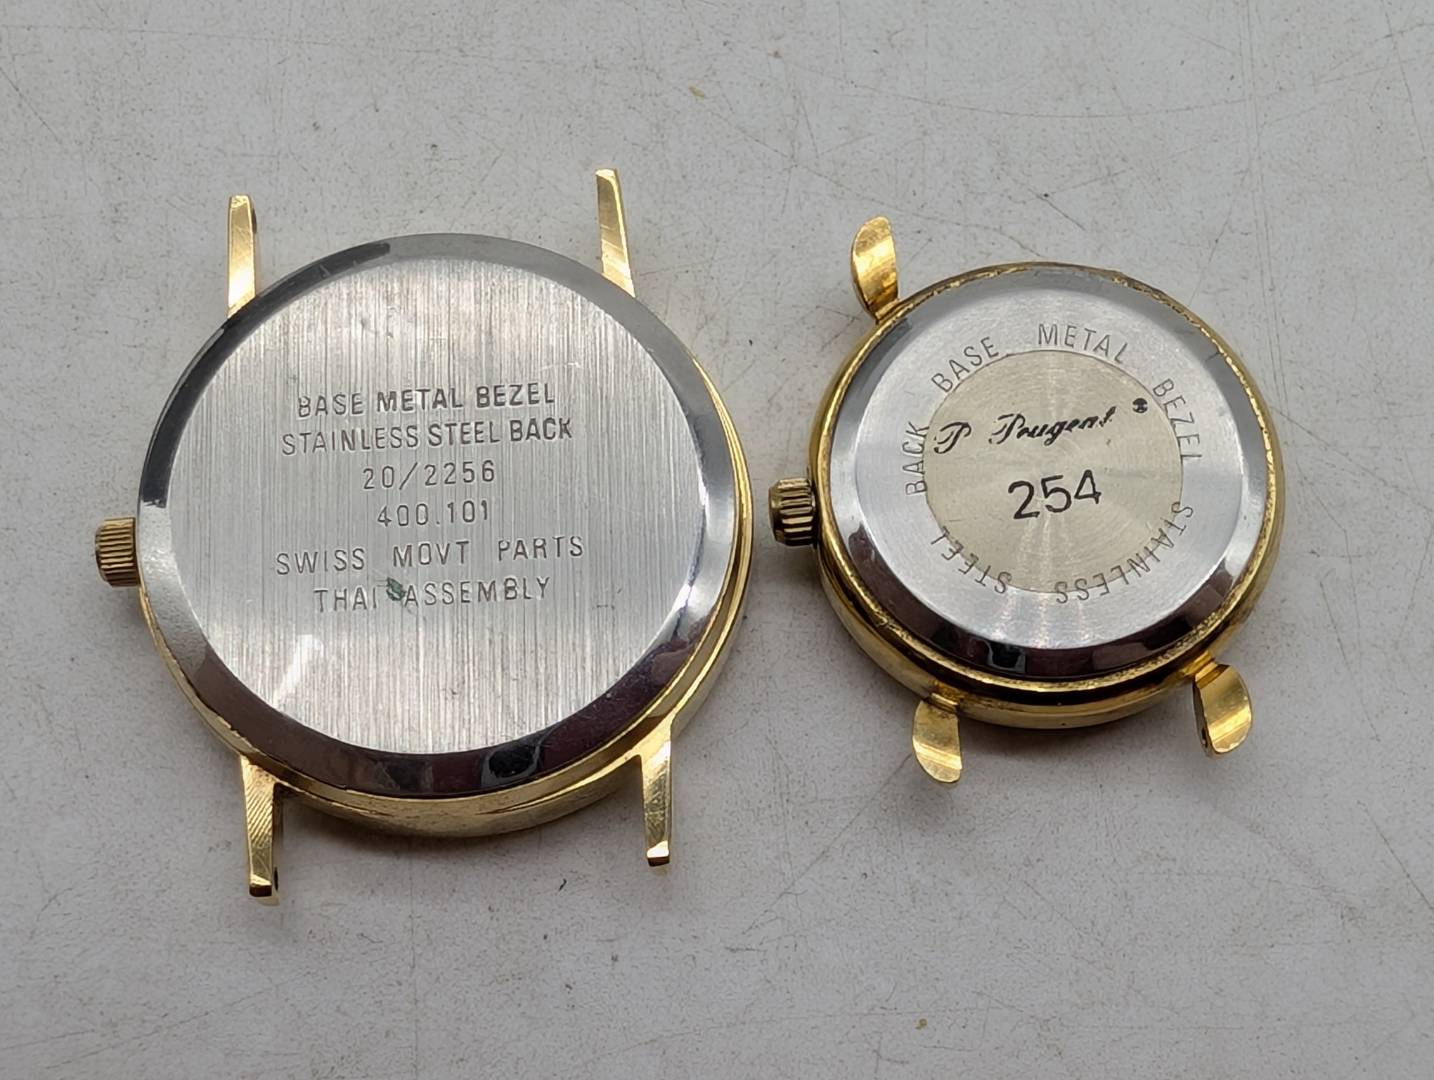 BASE METAL BEZEL
STAINLESS STEEL BACK
20/2256
400.101
SWISS MOVT PARTS
THAI ASSEMBLY
BASE METAL BEZEL STAINLESS STEEL BACK
P Peugeot
254